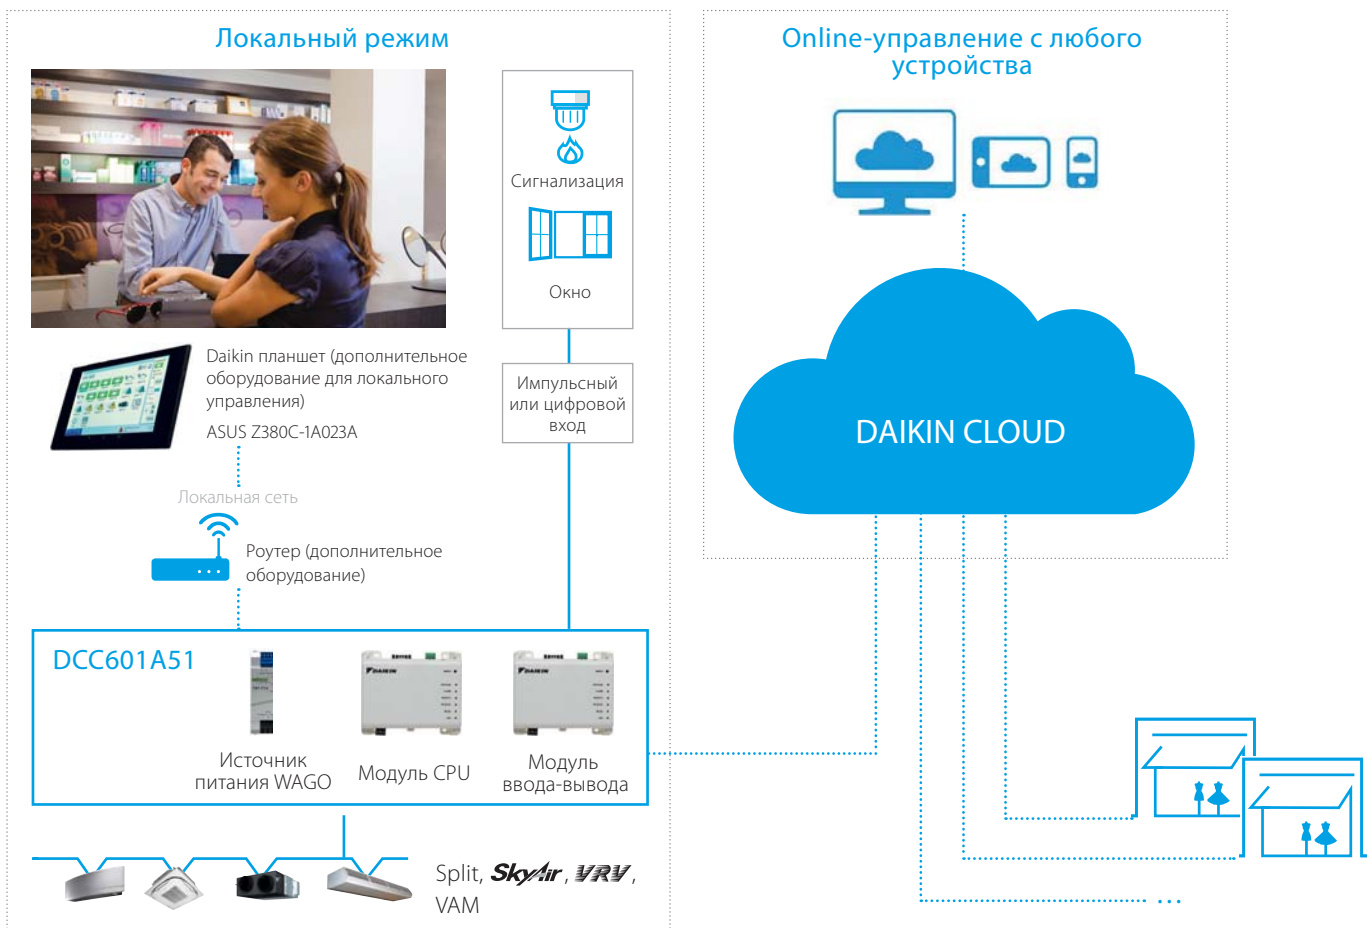 Локальный режим
Сигнализация
Окно
Daikin планшет (дополнительное
оборудование для локального
управления)
ASUS Z380C-1A023A
Импульсный
или цифровой
вход
Локальная сеть
Роутер (дополнительное
оборудование)
DCC601A51
DAIKIN
DAIKIN
Источник
питания WAGO
Модуль CPU
Модуль
ввода-вывода
Split, SkyAir, VRV,
VAM
Online-управление с любого
устройства
DAIKIN CLOUD
...